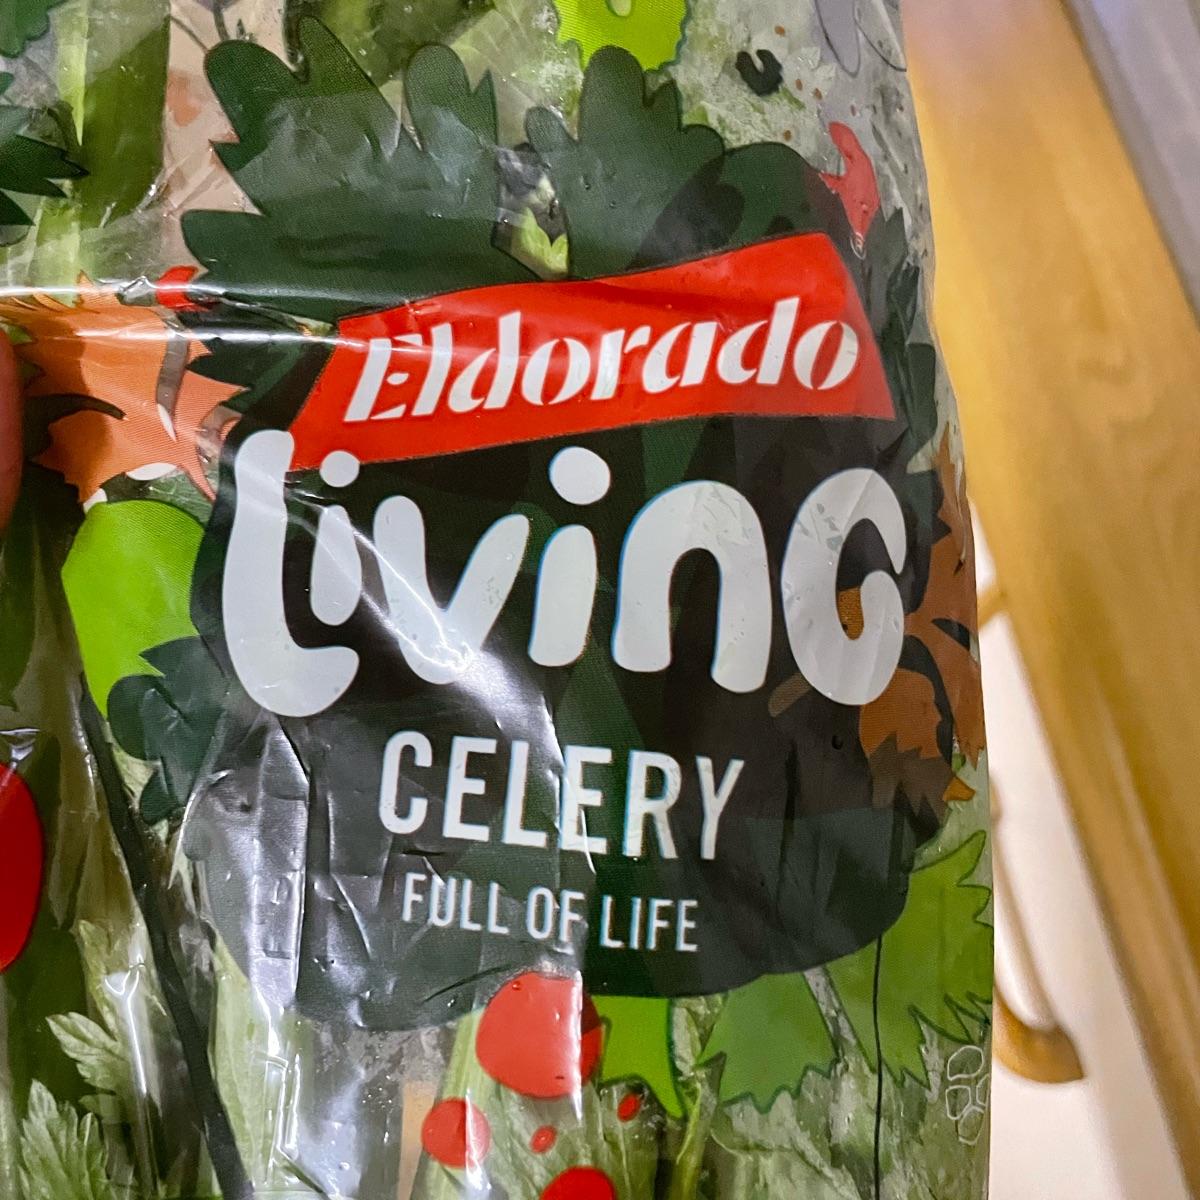 Eldorado
Living
CELERY
FULL OF LIFE